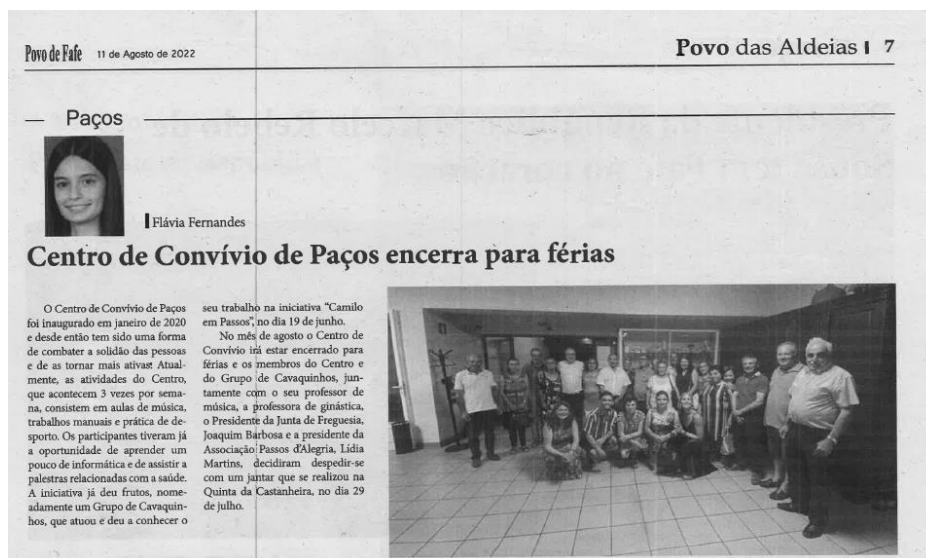 Povo de Fafe 11 de Agosto de 2022
Povo das Aldeias 7
Paços
Flávia Fernandes
Centro de Convívio de Paços encerra para férias
O Centro de Convívio de Paços
foi inaugurado em janeiro de 2020
e desde então tem sido uma forma
de combater a solidão das pessoas
e de as tornar mais ativas! Atual-
mente, as atividades do Centro,
que acontecem 3 vezes por sema-
na, consistem em aulas de música,
trabalhos manuais e prática de de-
sporto. Os participantes tiveram já
a oportunidade de aprender um
pouco de informática e de assistir a
palestras relacionadas com a saúde.
A iniciativa já deu frutos, nome-
adamente um Grupo de Cavaquin-
hos, que atuou e deu a conhecer o
seu trabalho na iniciativa "Camilo
em Passos", no dia 19 de junho.
No mês de agosto o Centro de
Convívio irá estar encerrado para
férias e os membros do Centro e
do Grupo de Cavaquinhos, jun-
tamente com o seu professor de
música, a professora de ginástica,
o Presidente da Junta de Freguesia,
Joaquim Barbosa e a presidente da
Associação Passos d'Alegria, Lídia
Martins, decidiram despedir-se
com um jantar que se realizou na
Quinta da Castanheira, no dia 29
de julho.